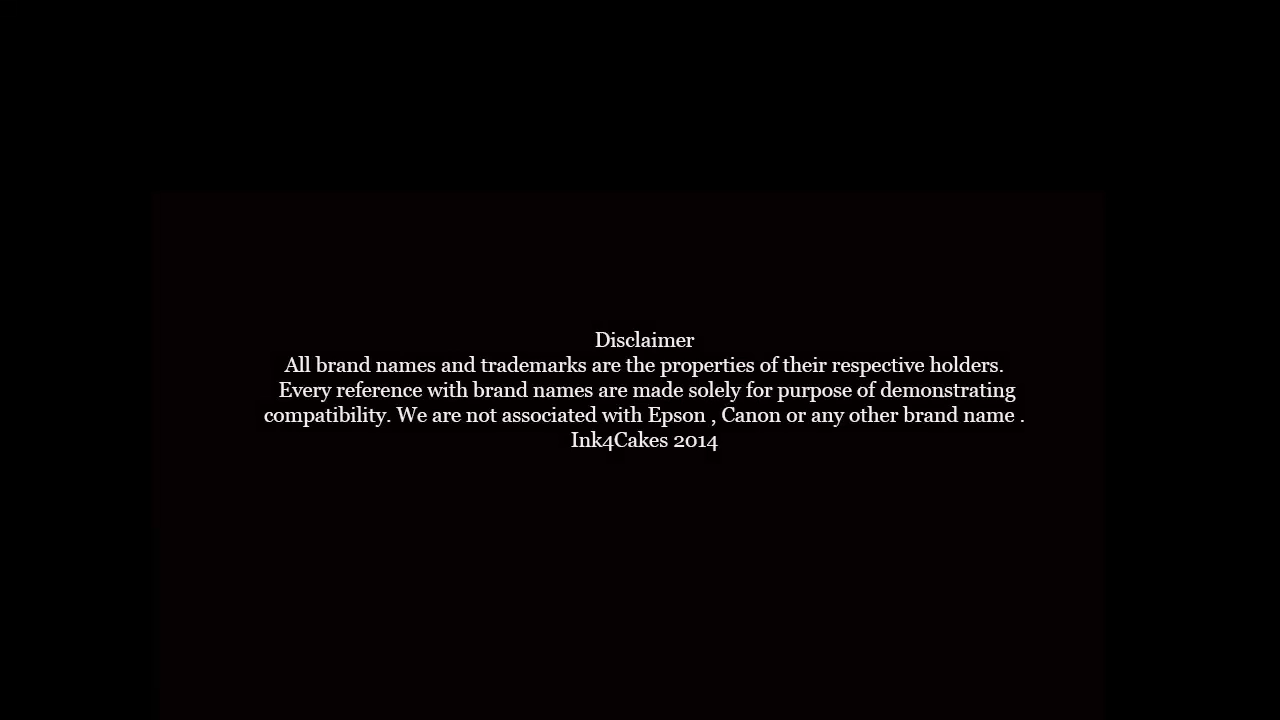 Disclaimer
All brand names and trademarks are the properties of their respective holders.
Every reference with brand names are made solely for purpose of demonstrating
compatibility. We are not associated with Epson , Canon or any other brand name .
Ink4Cakes 2014